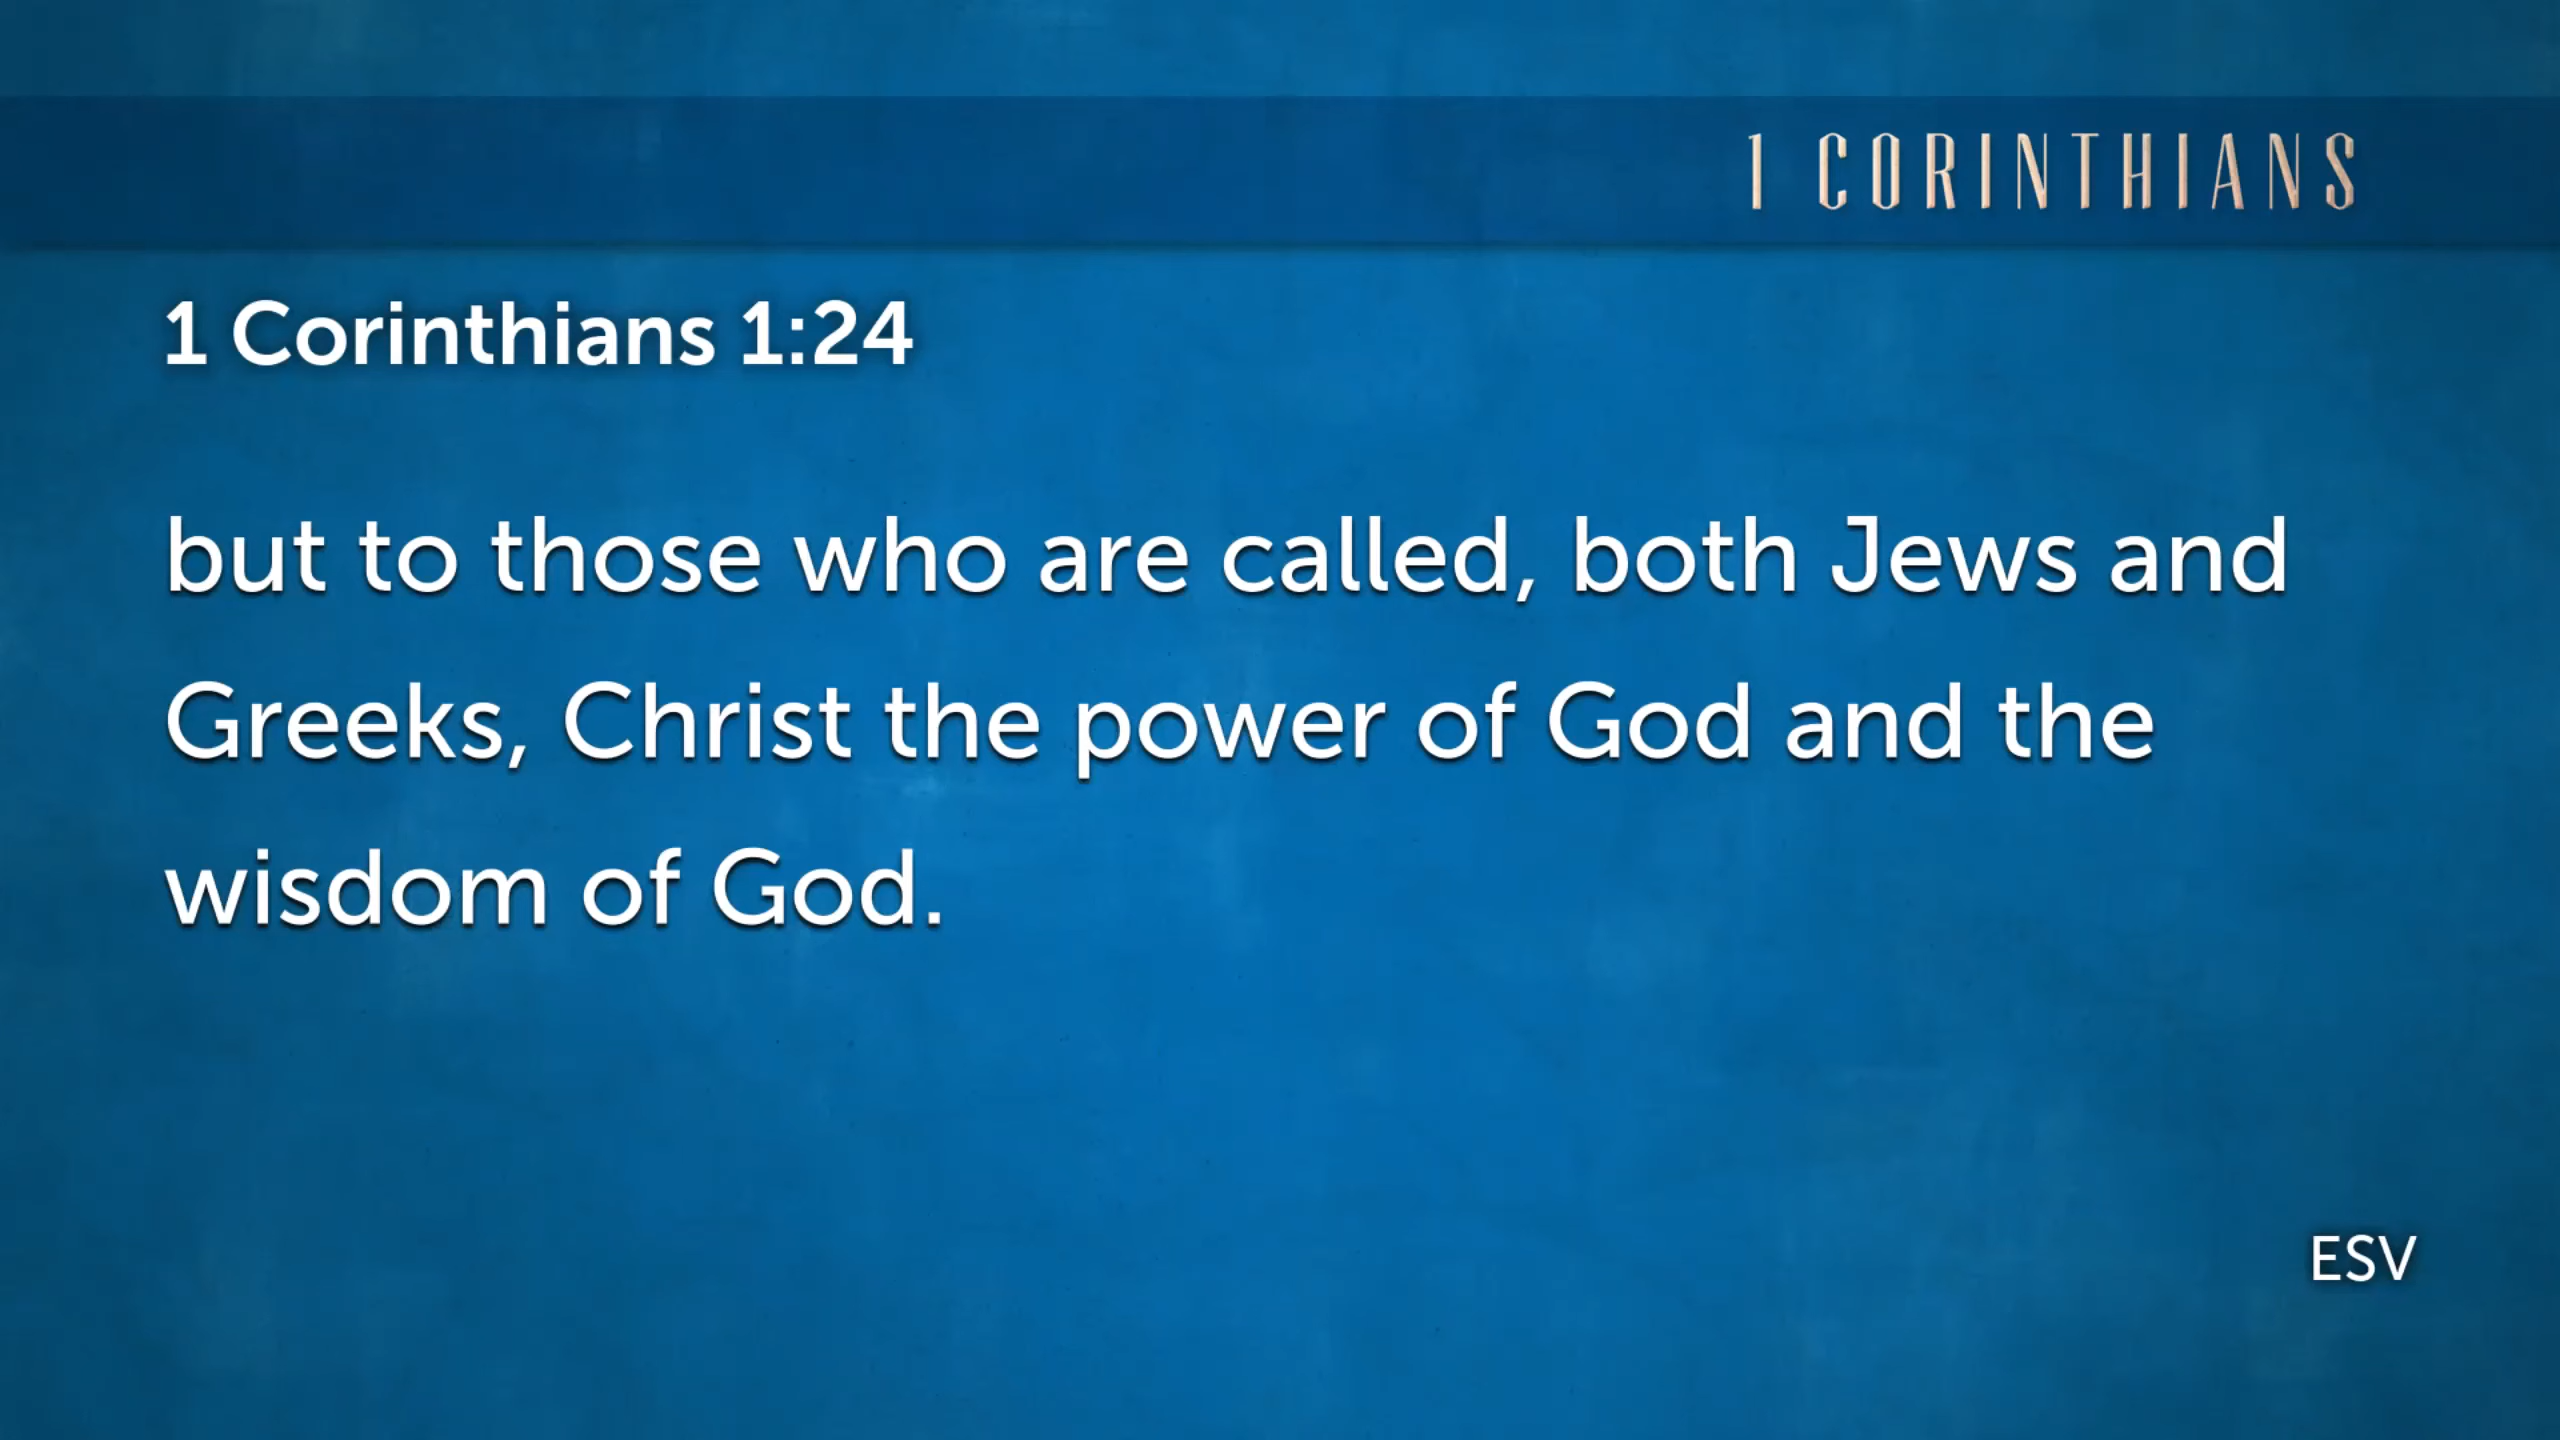 1 CORINTHIANS
1 Corinthians 1:24
but to those who are called, both Jews and
Greeks, Christ the power of God and the
wisdom of God.
ESV